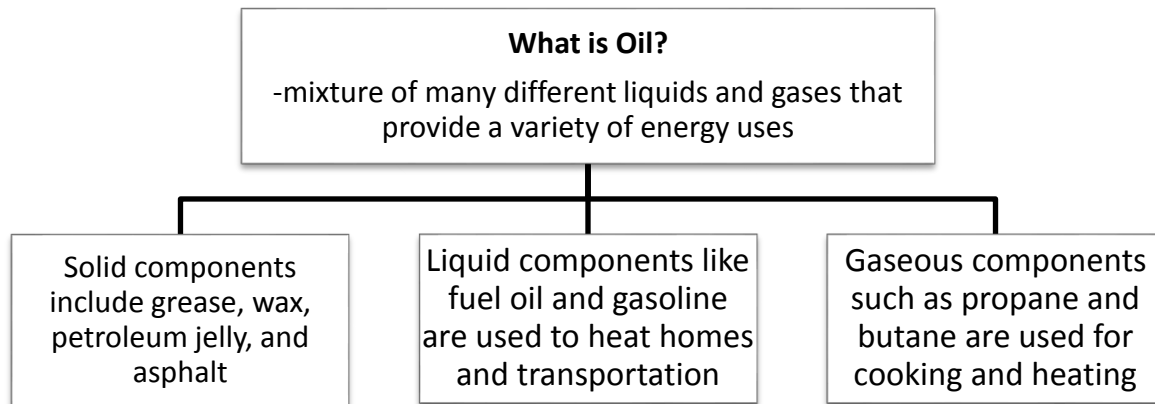 What is Oil?
-mixture of many different liquids and gases that
provide a variety of energy uses
Solid components
include grease, wax,
petroleum jelly, and
asphalt
Liquid components like
fuel oil and gasoline
are used to heat homes
and transportation
Gaseous components
such as propane and
butane are used for
cooking and heating